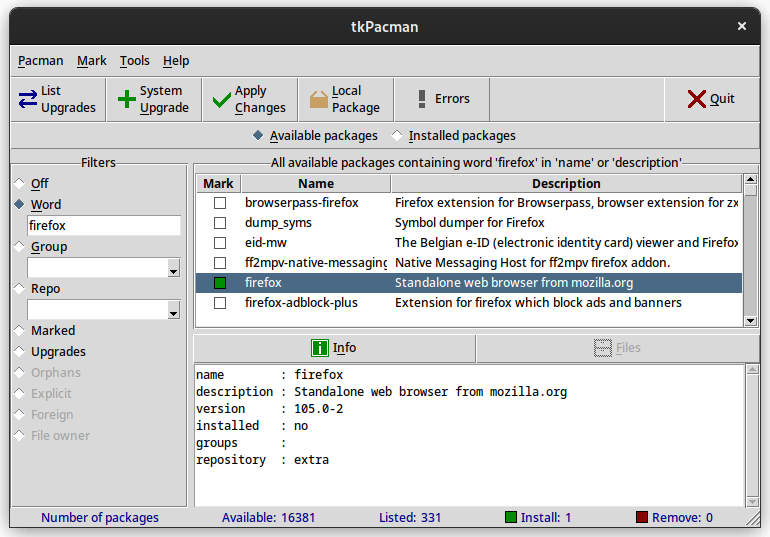 tkPacman
Pacman Mark Tools Help
List Upgrades
System Upgrade
Apply Changes
Local Package
Errors
Quit
Available packages Installed packages
Filters
Off
Word
firefox
Group
Repo
Marked
Upgrades
Orphans
Explicit
Foreign
File owner
All available packages containing word 'firefox' in 'name' or 'description'
Mark Name Description
browserpass-firefox Firefox extension for Browserpass, browser extension for zx
dump_syms Symbol dumper for Firefox
eid-mw The Belgian e-ID (electronic identity card) viewer and Firefox
ff2mpv-native-messaging Native Messaging Host for ff2mpv firefox addon.
firefox Standalone web browser from mozilla.org
firefox-adblock-plus Extension for firefox which block ads and banners
Info Files
name : firefox
description : Standalone web browser from mozilla.org
version : 105.0-2
installed : no
groups :
repository : extra
Number of packages Available: 16381 Listed: 331 Install: 1 Remove: 0